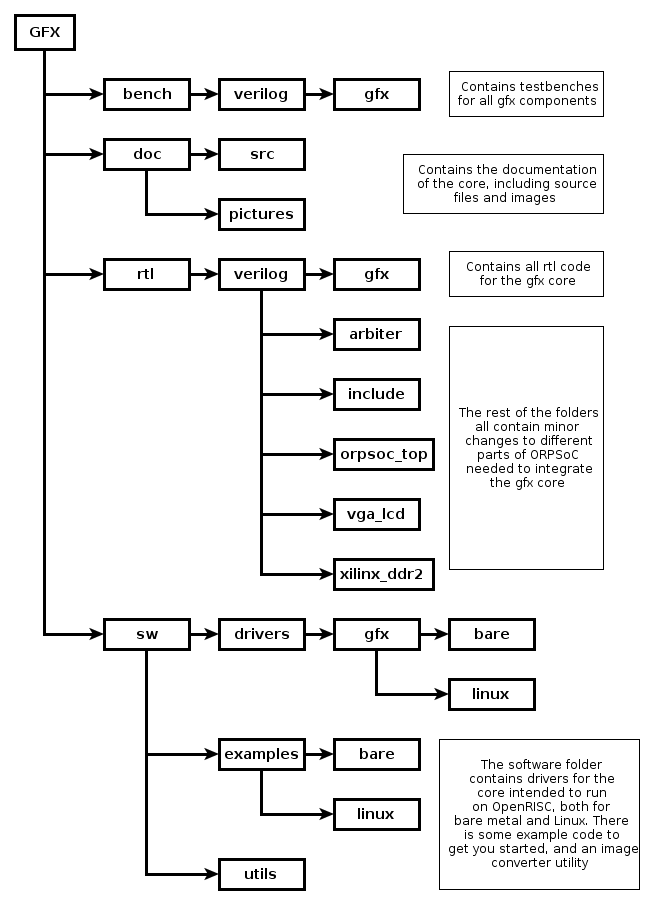 GFX
bench
verilog
gfx
Contains testbenches
for all gfx components
doc
src
Contains the documentation
of the core, including source
files and images
pictures
rtl
verilog
gfx
Contains all rtl code
for the gfx core
arbiter
include
orpsoc_top
vga_lcd
xilinx_ddr2
The rest of the folders
all contain minor
changes to different
parts of ORPSoC
needed to integrate
the gfx core
sw
drivers
gfx
bare
linux
examples
bare
linux
utils
The software folder
contains drivers for the
core intended to run
on OpenRISC, both for
bare metal and Linux. There
is some example code to
get you started, and an image
converter utility